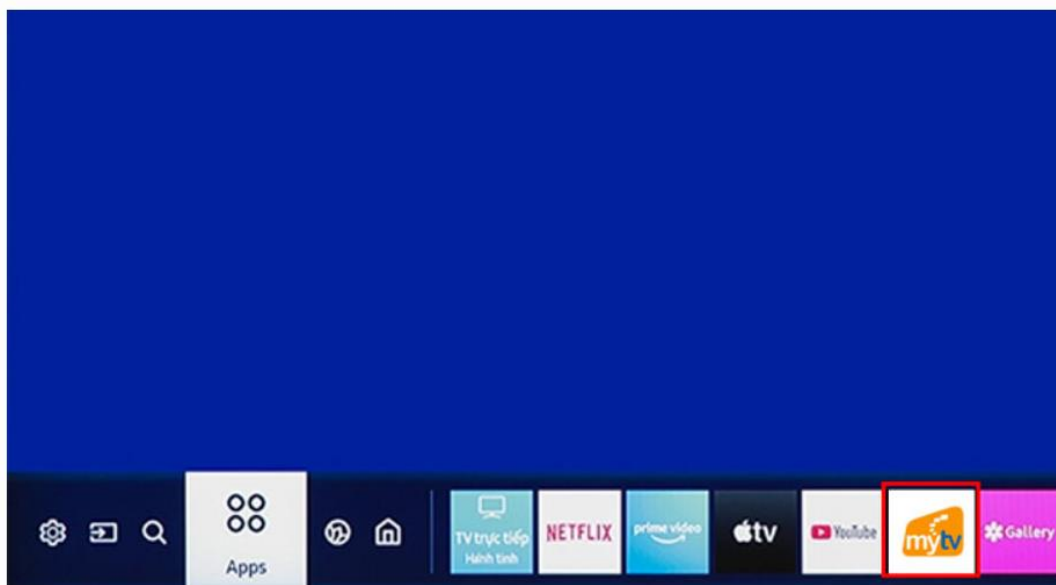 Apps
TV trực tiếp
Hành tinh
NETFLIX
prime video
tv
YouTube
mytv
Gallery